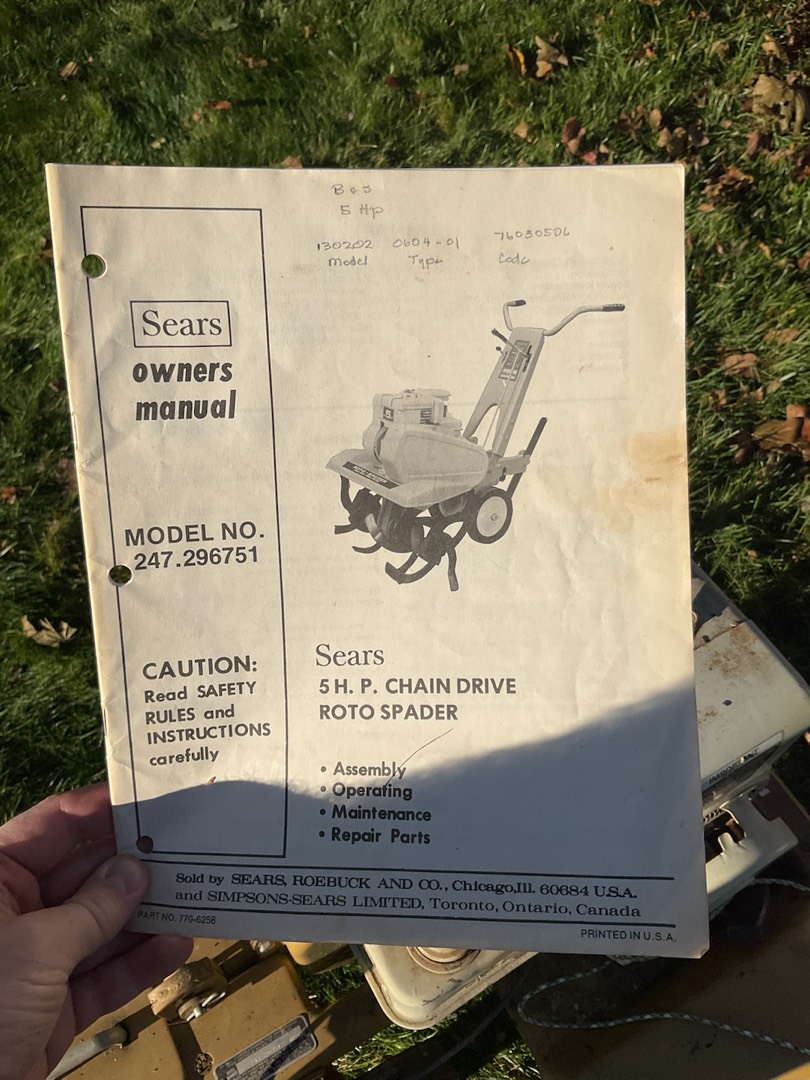 B & S
5 Hp
130202 0604-01 76030506
Model Type Code
Sears
owners
manual
MODEL NO.
247.296751
CAUTION:
Read SAFETY
RULES and
INSTRUCTIONS
carefully
5
Sears
5 H. P. CHAIN DRIVE
ROTO SPADER
• Assembly
• Operating
• Maintenance
• Repair Parts
Sold by SEARS, ROEBUCK AND CO., Chicago,Ill. 60684 U.S.A.
and SIMPSONS-SEARS LIMITED, Toronto, Ontario, Canada
PART NO. 770-6258
PRINTED IN U.S.A.
IMPORTANT